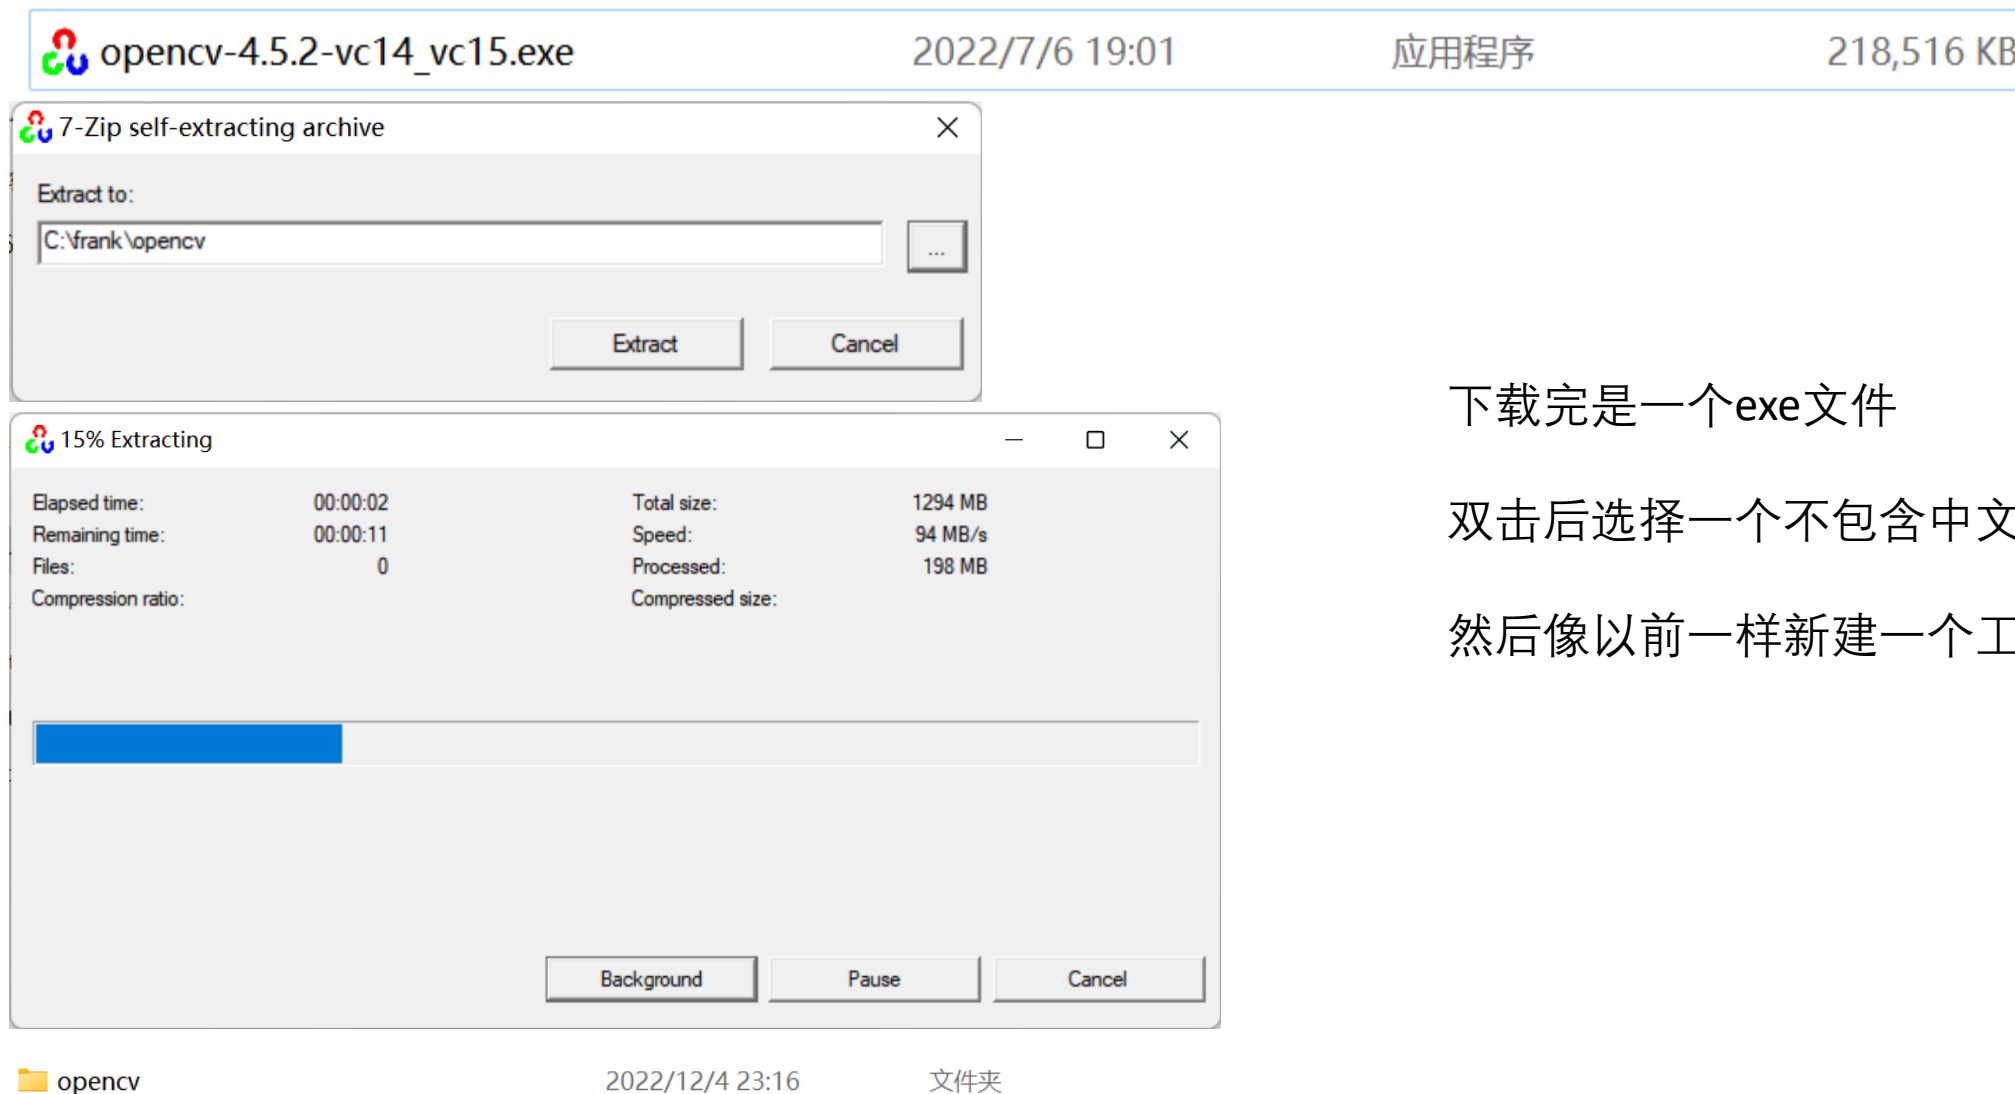 opencv-4.5.2-vc14_vc15.exe 2022/7/6 19:01 应用程序 218,516 KB
7-Zip self-extracting archive
Extract to:
C:\frank\opencv
...
Extract Cancel
15% Extracting
Elapsed time: 00:00:02 Total size: 1294 MB
Remaining time: 00:00:11 Speed: 94 MB/s
Files: 0 Processed: 198 MB
Compression ratio: Compressed size:
Background Pause Cancel
opencv 2022/12/4 23:16 文件夹
下载完是一个exe文件
双击后选择一个不包含中文
然后像以前一样新建一个工